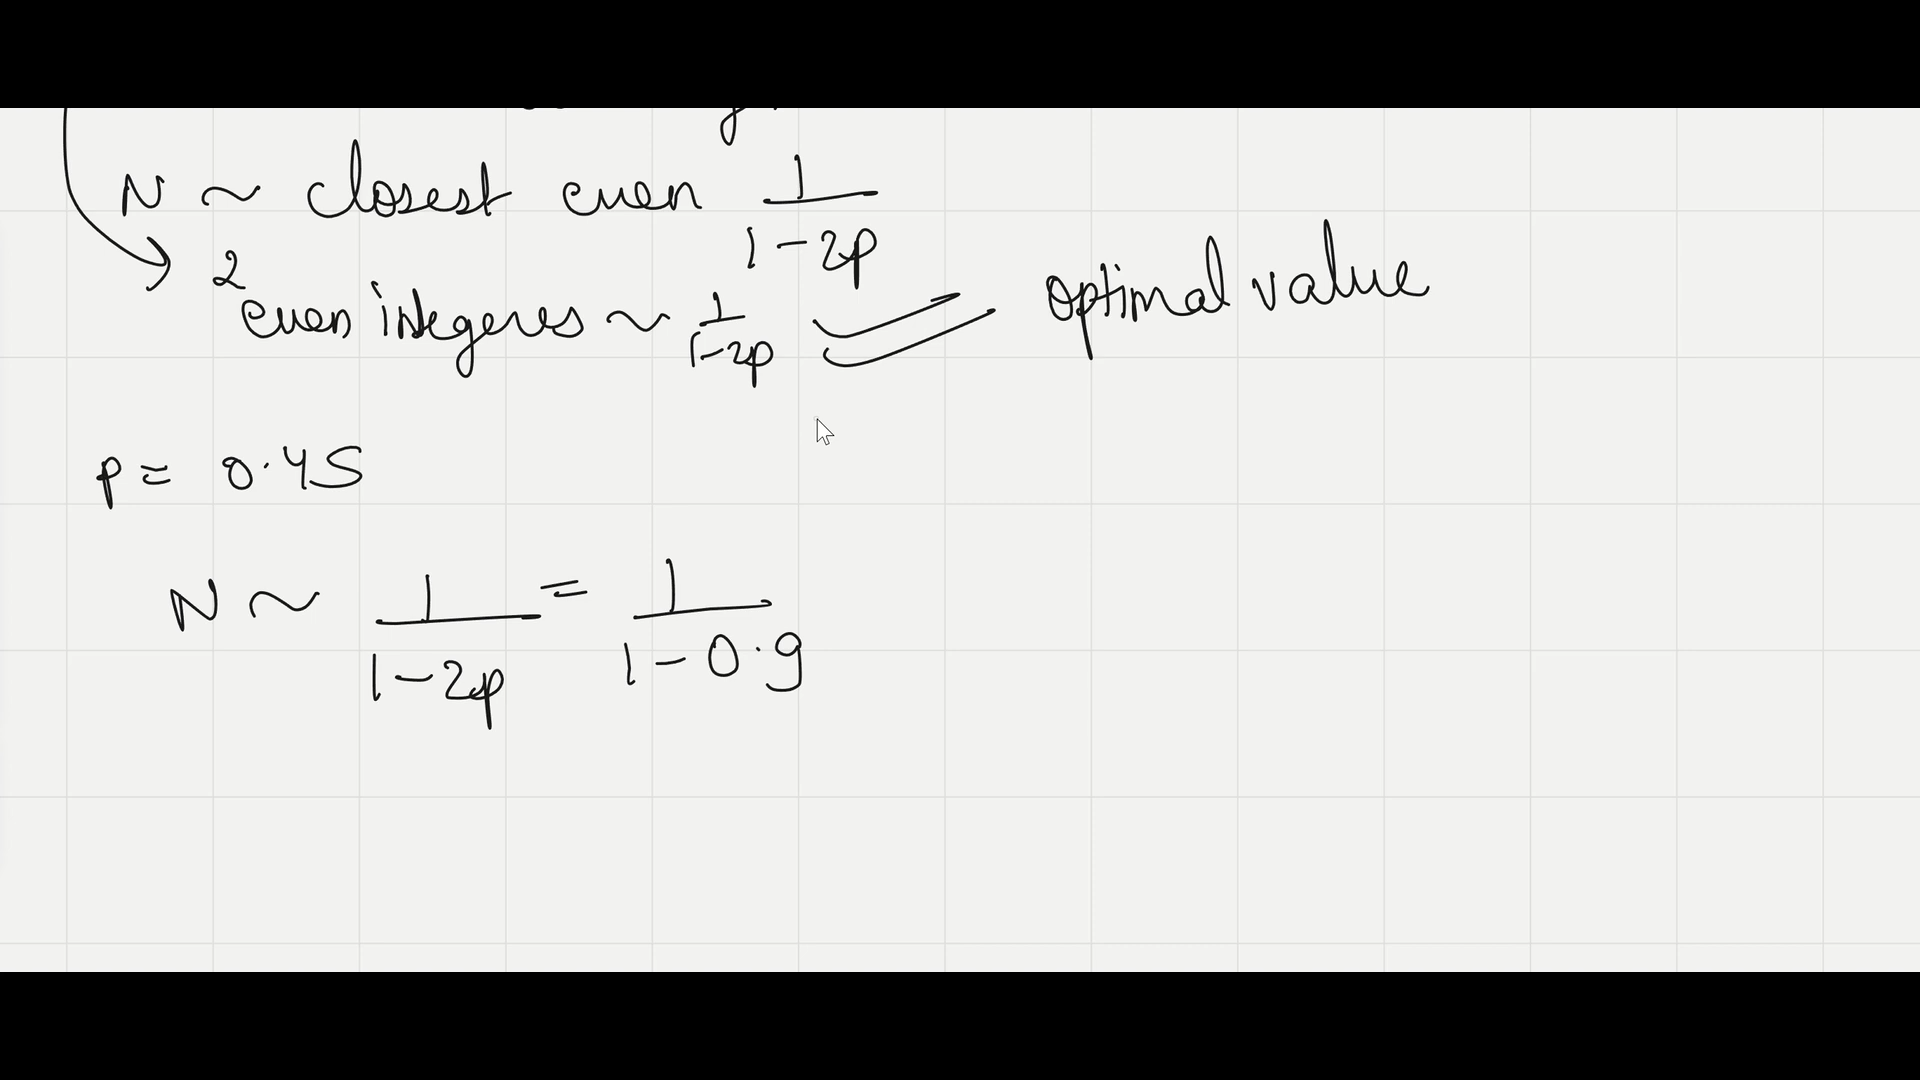 N ~ closest even 1/(1-2p)
2 even integeres ~ 1/(1-2p) optimal value
p = 0.45
N ~ 1/(1-2p) = 1/(1-0.9)